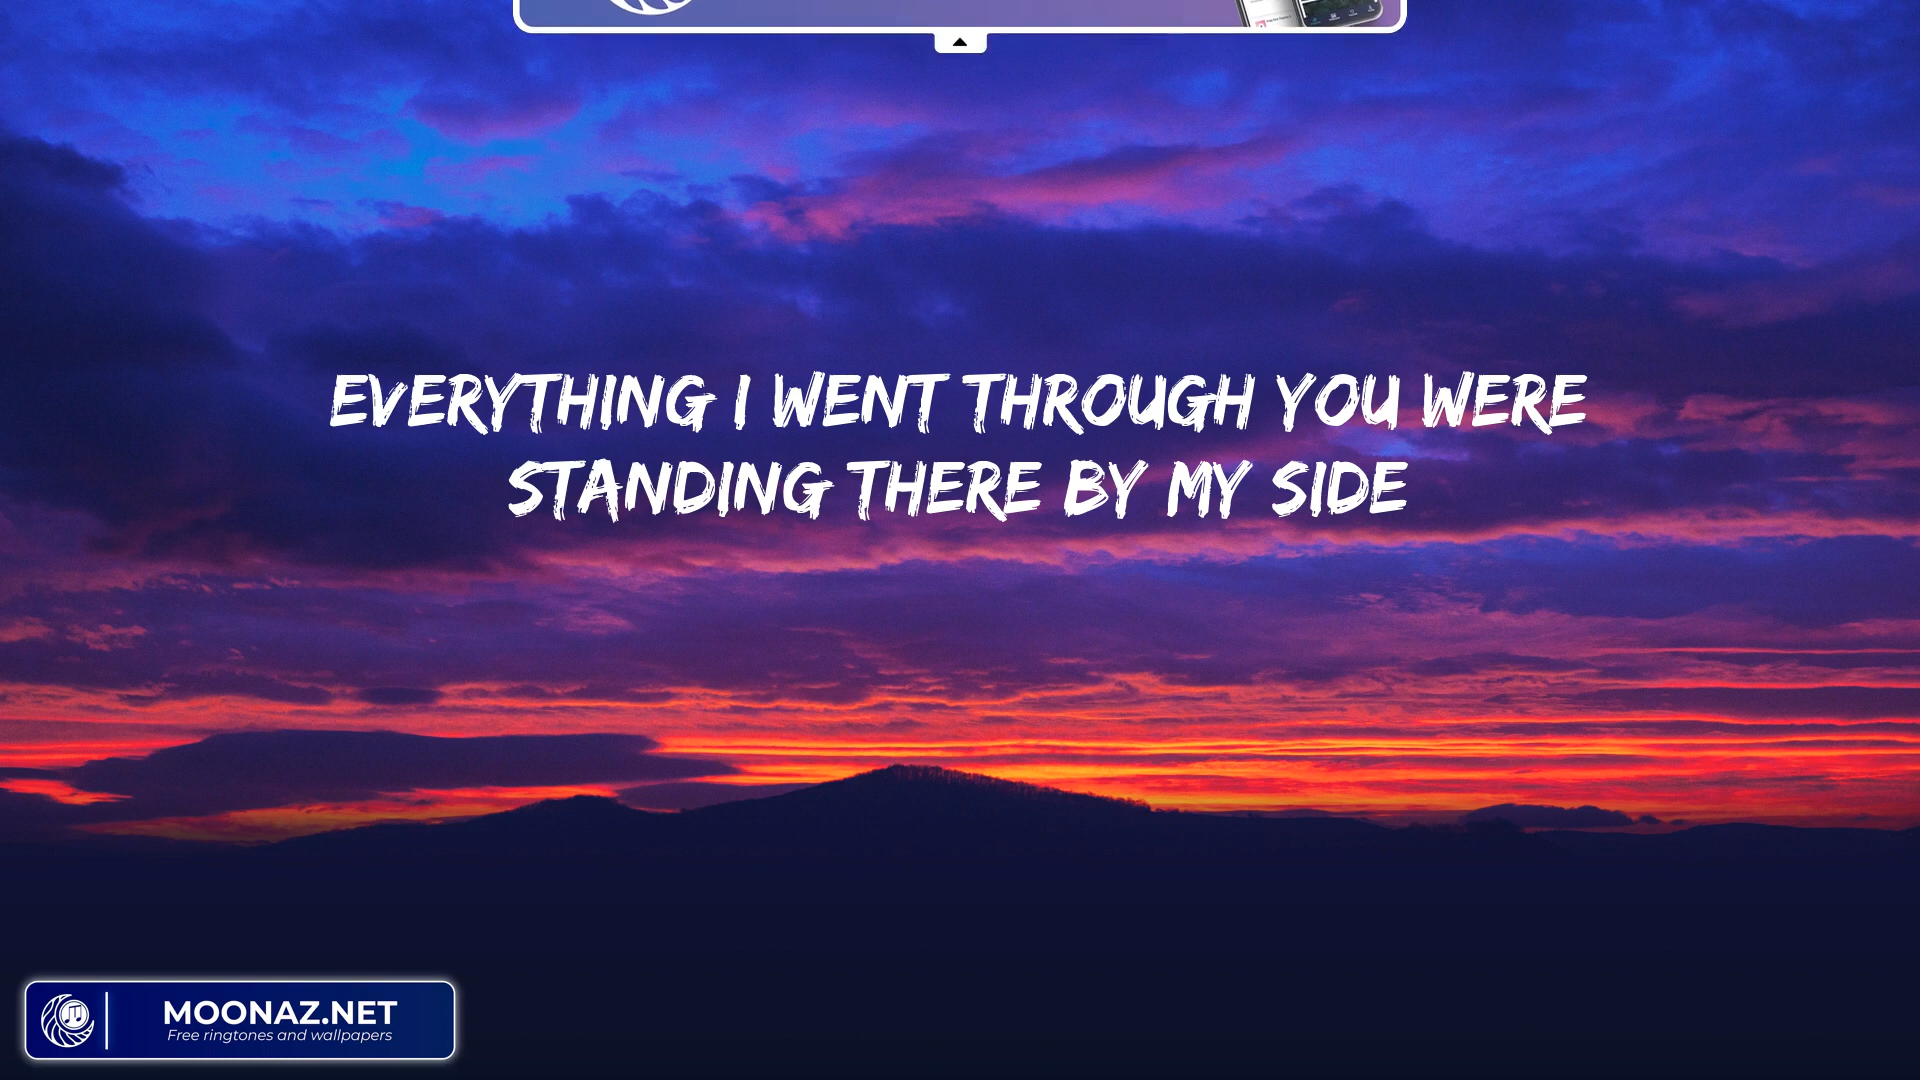 EVERYTHING I WENT THROUGH YOU WERE
STANDING THERE BY MY SIDE
MOONAZ.NET
Free ringtones and wallpapers